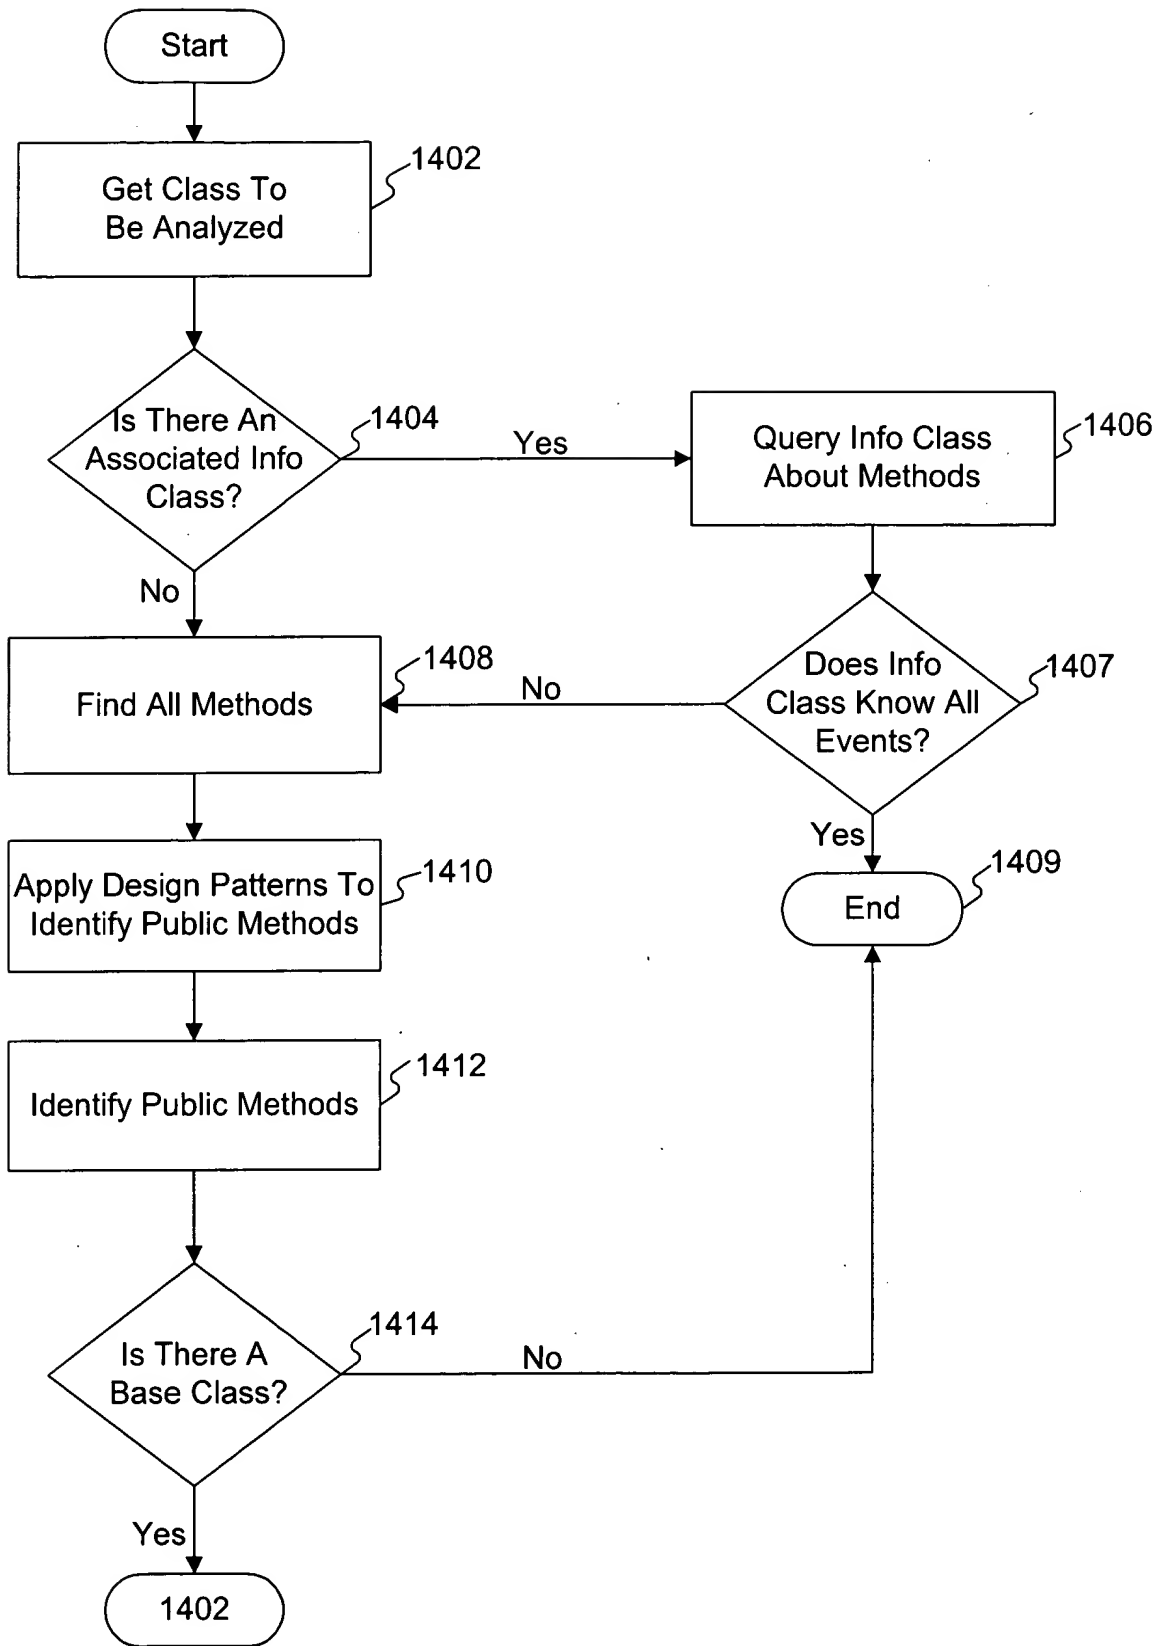 Start
1402
Get Class To
Be Analyzed
1404
Is There An
Associated Info
Class?
Yes
1406
Query Info Class
About Methods
No
1408
Find All Methods
No
1407
Does Info
Class Know All
Events?
Yes
1409
End
1410
Apply Design Patterns To
Identify Public Methods
1412
Identify Public Methods
1414
Is There A
Base Class?
No
Yes
1402